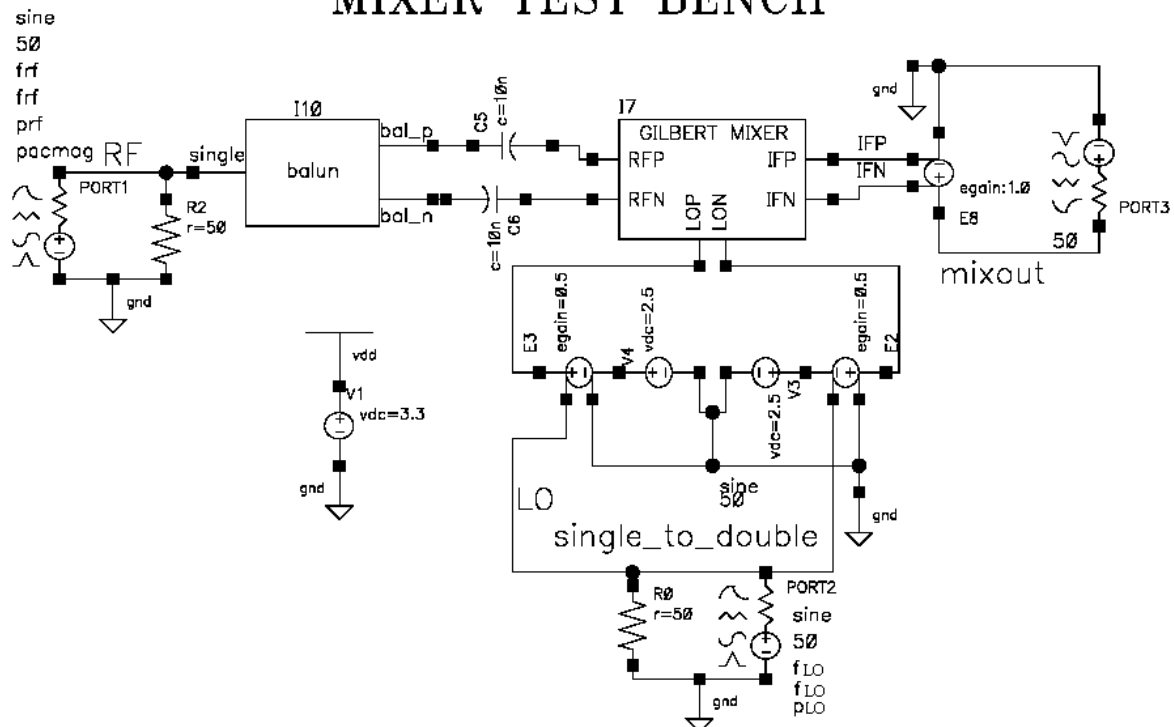 MIXER TEST BENCH
sine
50
frf
frf
prf
pacmag
RF
PORT1
R2
r=50
gnd
single
I10
balun
bal_p
bal_n
C5
c=10n
c=10n
C6
I7
GILBERT MIXER
RFP
IFP
RFN
IFN
LOP
LON
IFP
IFN
gnd
egain:1.0
E8
PORT3
50
mixout
vdd
V1
vdc=3.3
gnd
E3
egain=0.5
V4
vdc=2.5
vdc=2.5
V3
egain=0.5
E2
sine
50
gnd
LO
single_to_double
R0
r=50
PORT2
sine
50
fLO
fLO
pLO
gnd